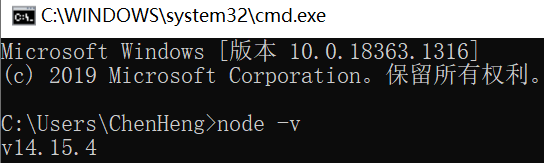 C:\WINDOWS\system32\cmd.exe
Microsoft Windows [版本 10.0.18363.1316]
(c) 2019 Microsoft Corporation。保留所有权利。
C:\Users\ChenHeng>node -v
v14.15.4